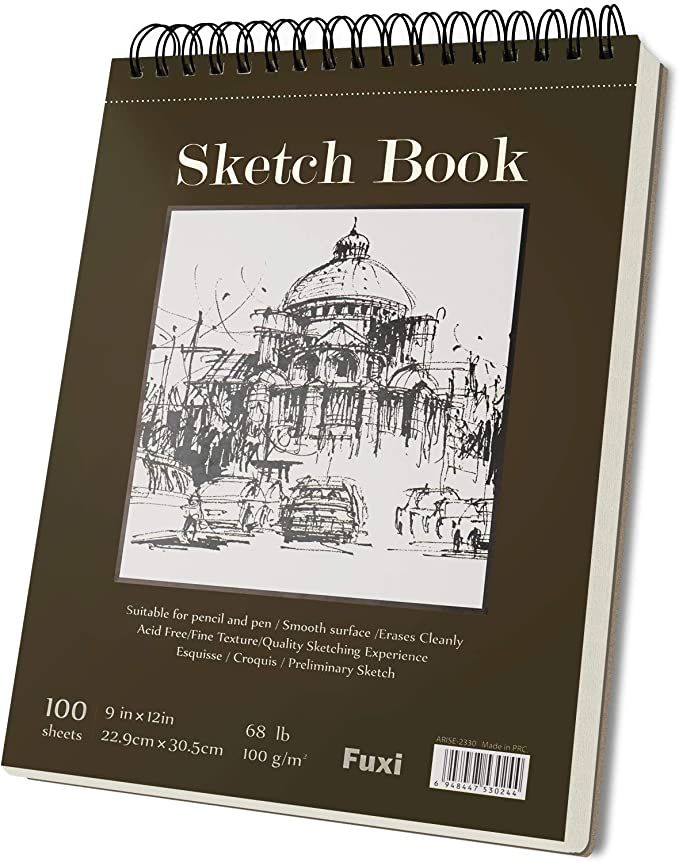 Sketch Book
Suitable for pencil and pen / Smooth surface /Erases Cleanly
Acid Free/Fine Texture/Quality Sketching Experience
Esquisse / Croquis / Preliminary Sketch
100
sheets
9 in×12in
22.9cm×30.5cm
68 lb
100 g/m²
Fuxi
ARISE-2330 Made in PRC
6 948447 530244